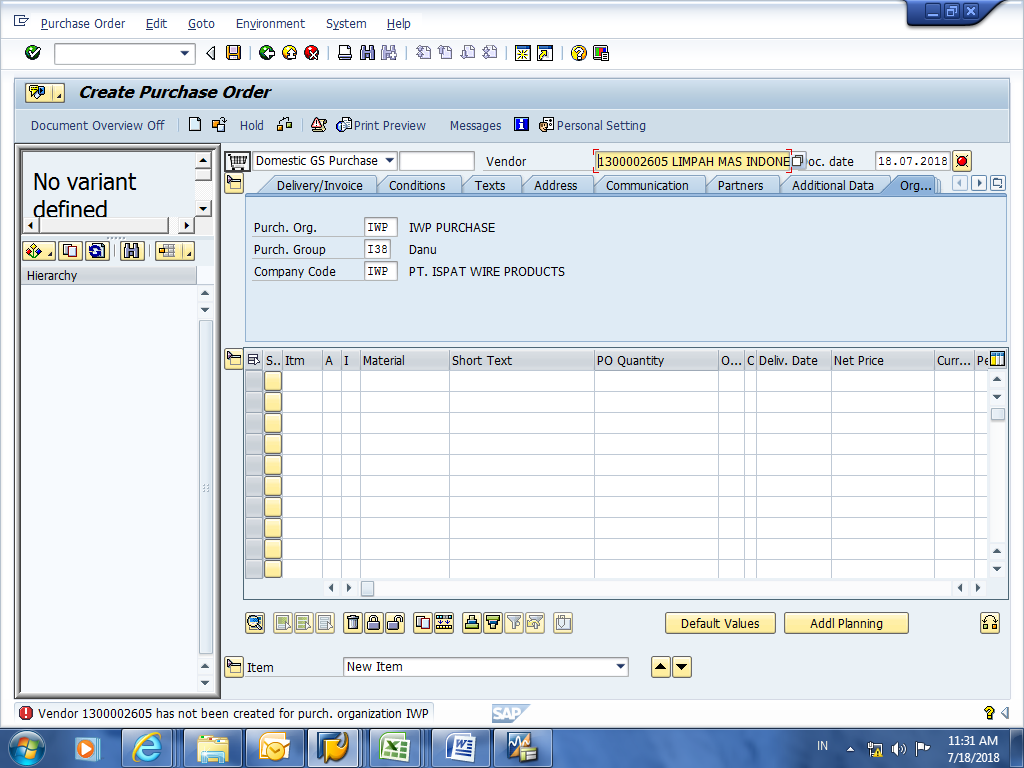 Purchase Order Edit Goto Environment System Help
Create Purchase Order
Document Overview Off Hold Print Preview Messages Personal Setting
No variant
defined
Hierarchy
Domestic GS Purchase Vendor 1300002605 LIMPAH MAS INDONE oc. date 18.07.2018
Delivery/Invoice Conditions Texts Address Communication Partners Additional Data Org...
Purch. Org. IWP IWP PURCHASE
Purch. Group I38 Danu
Company Code IWP PT. ISPAT WIRE PRODUCTS
S.. Itm A I Material Short Text PO Quantity O... C Deliv. Date Net Price Curr... Pe
Default Values Addl Planning
Item New Item
Vendor 1300002605 has not been created for purch. organization IWP
SAP
IN 11:31 AM
7/18/2018